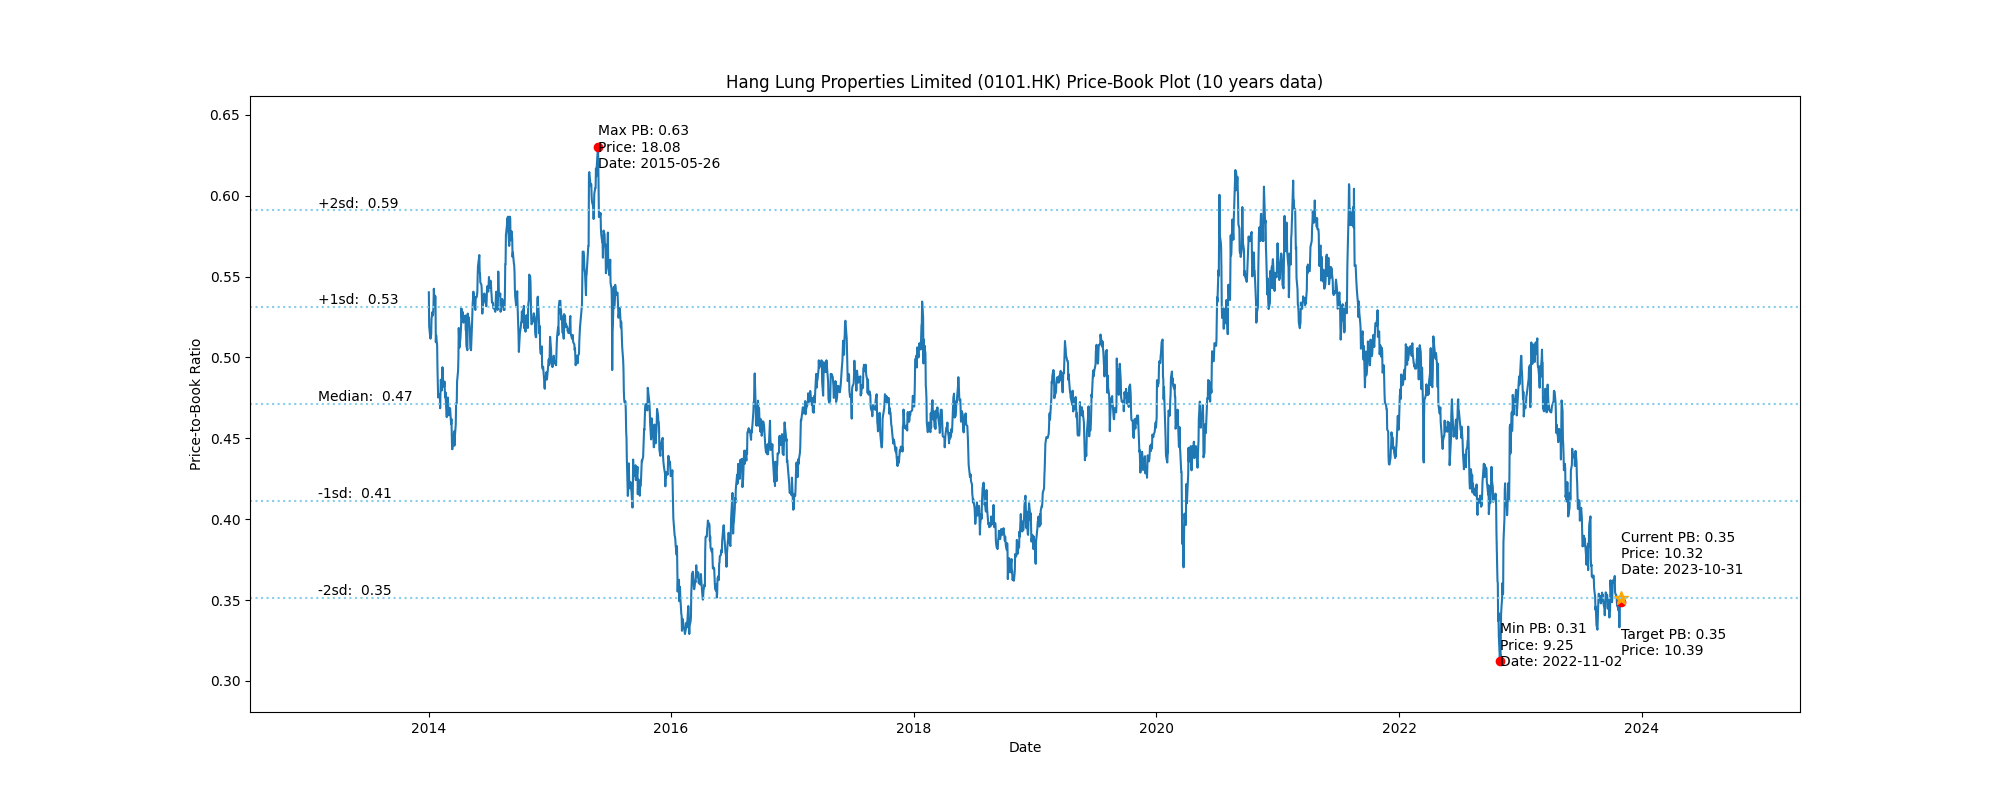 Hang Lung Properties Limited (0101.HK) Price-Book Plot (10 years data)
Price-to-Book Ratio
0.65
0.60
0.55
0.50
0.45
0.40
0.35
0.30
Max PB: 0.63
Price: 18.08
Date: 2015-05-26
+2sd:  0.59
+1sd:  0.53
Median:  0.47
-1sd:  0.41
-2sd:  0.35
Current PB: 0.35
Price: 10.32
Date: 2023-10-31
Min PB: 0.31
Price: 9.25
Date: 2022-11-02
Target PB: 0.35
Price: 10.39
2014
2016
2018
2020
2022
2024
Date